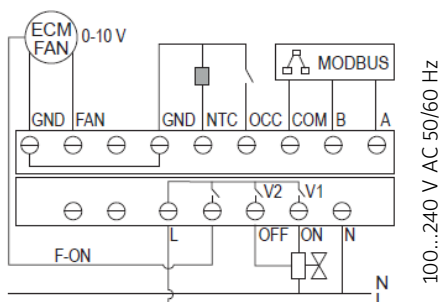 ECM
FAN
0-10 V
MODBUS
GND FAN GND NTC OCC COM B A
V2 V1
L OFF ON N
F-ON
N
L
100...240 V AC 50/60 Hz